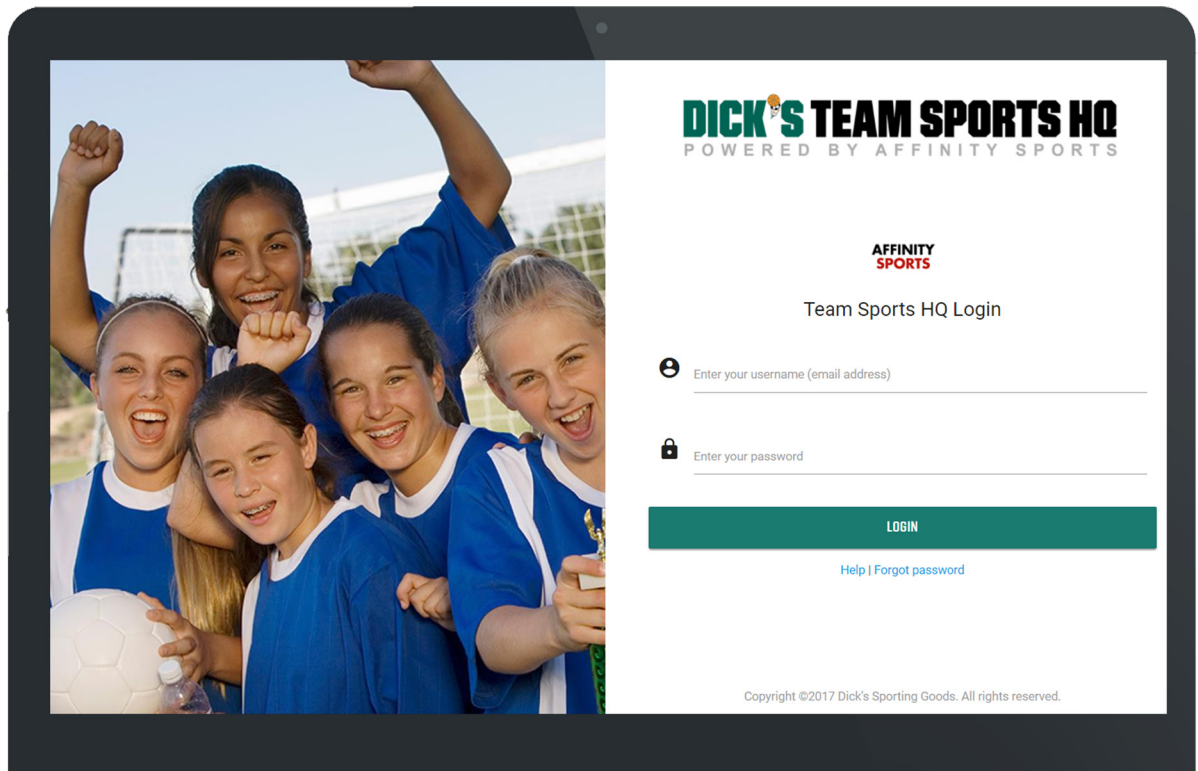 DICK'S TEAM SPORTS HQ
POWERED BY AFFINITY SPORTS
AFFINITY
SPORTS
Team Sports HQ Login
Enter your username (email address)
Enter your password
LOGIN
Help | Forgot password
Copyright ©2017 Dick's Sporting Goods. All rights reserved.